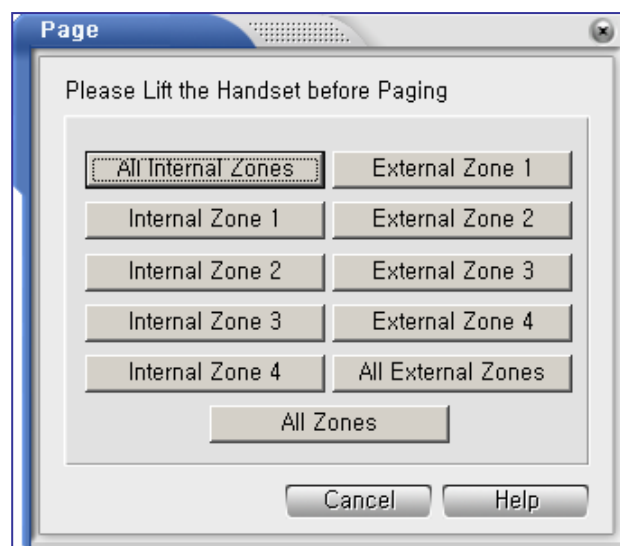 Page
Please Lift the Handset before Paging
All Internal Zones External Zone 1
Internal Zone 1 External Zone 2
Internal Zone 2 External Zone 3
Internal Zone 3 External Zone 4
Internal Zone 4 All External Zones
All Zones
Cancel Help